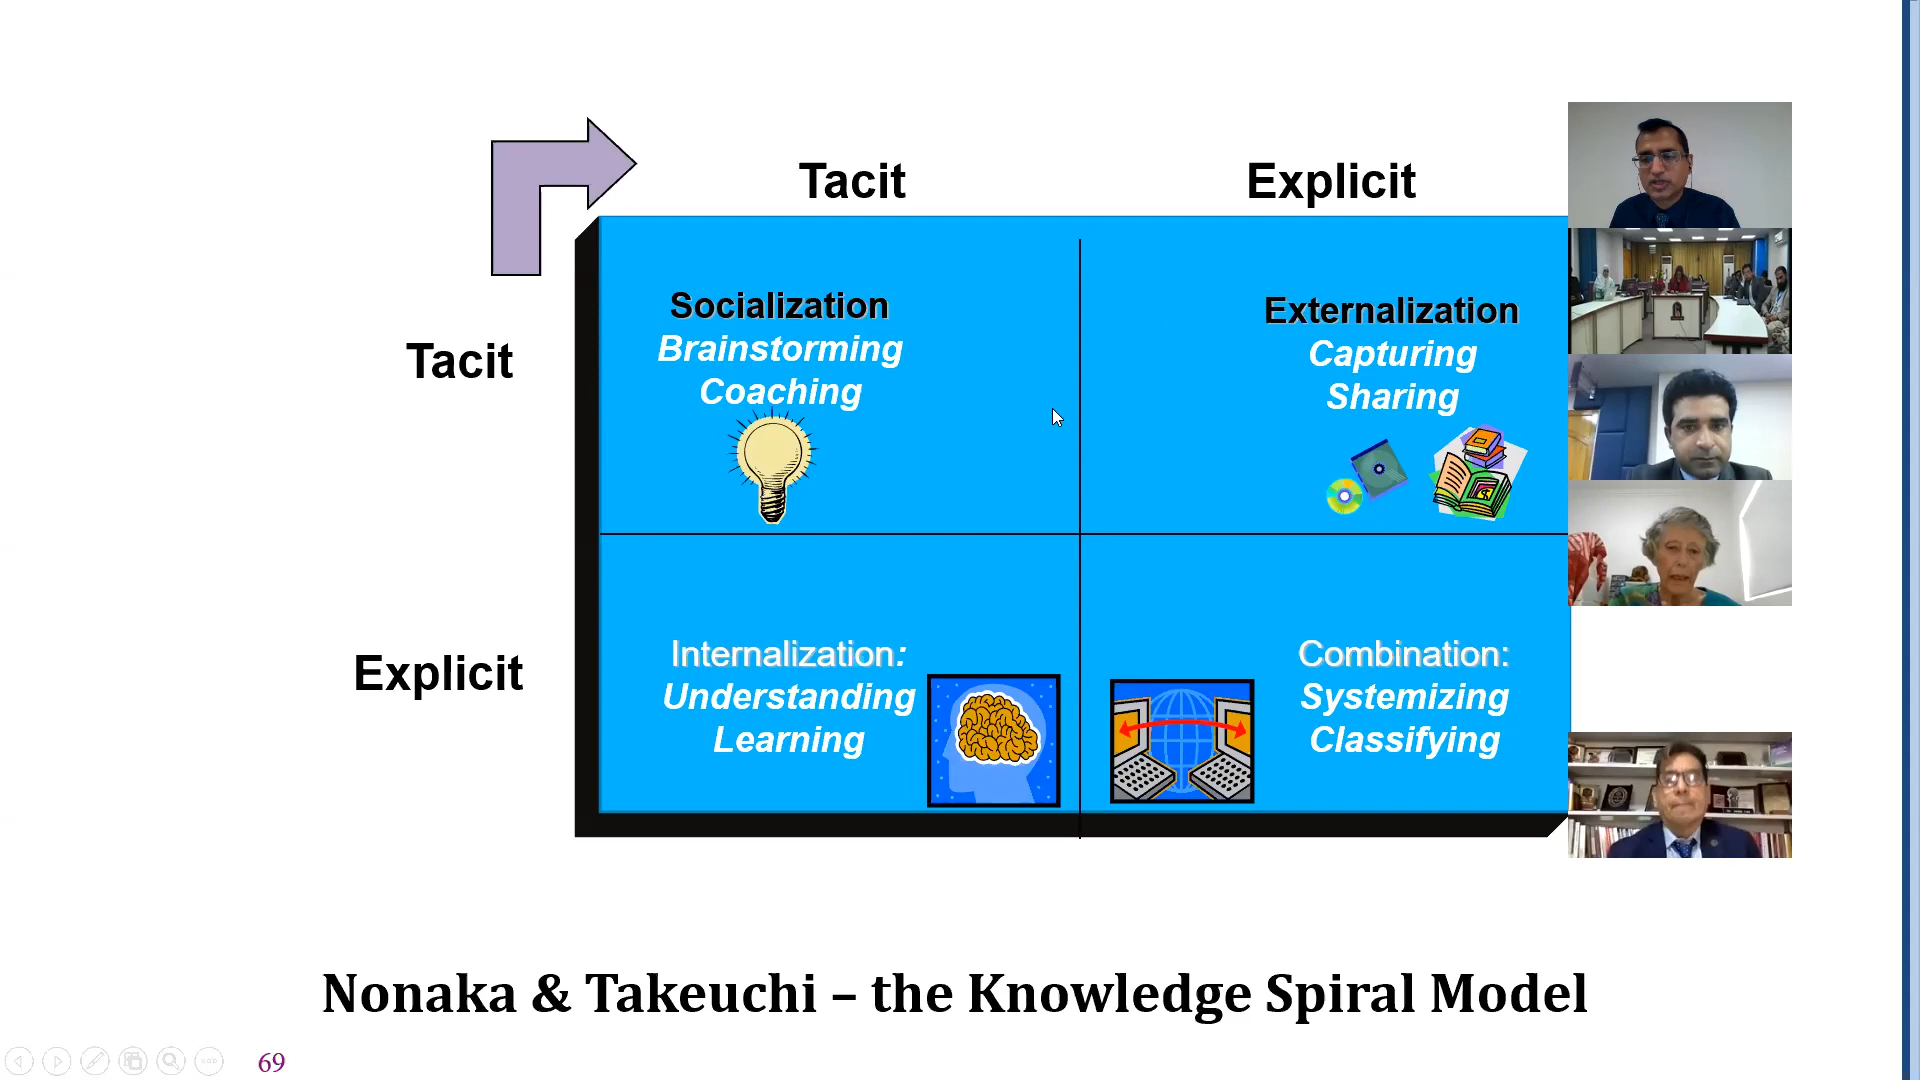 Tacit
Explicit
Tacit
Socialization
Brainstorming
Coaching
Externalization
Capturing
Sharing
Explicit
Internalization:
Understanding
Learning
Combination:
Systemizing
Classifying
Nonaka & Takeuchi – the Knowledge Spiral Model
69